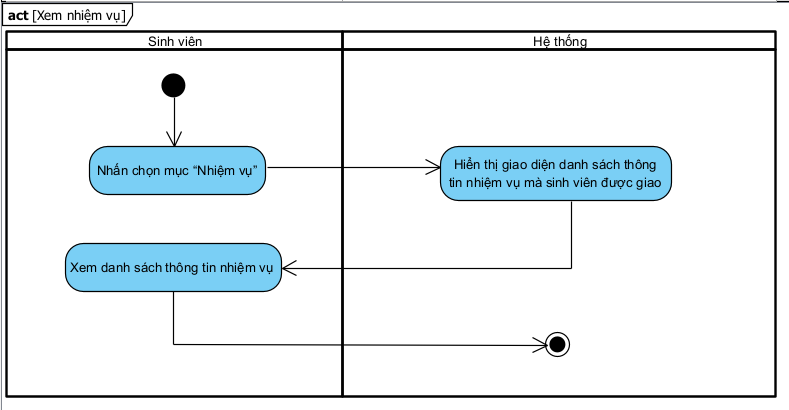 act [Xem nhiệm vụ]
Sinh viên
Hệ thống
Nhấn chọn mục “Nhiệm vụ”
Hiển thị giao diện danh sách thông
tin nhiệm vụ mà sinh viên được giao
Xem danh sách thông tin nhiệm vụ